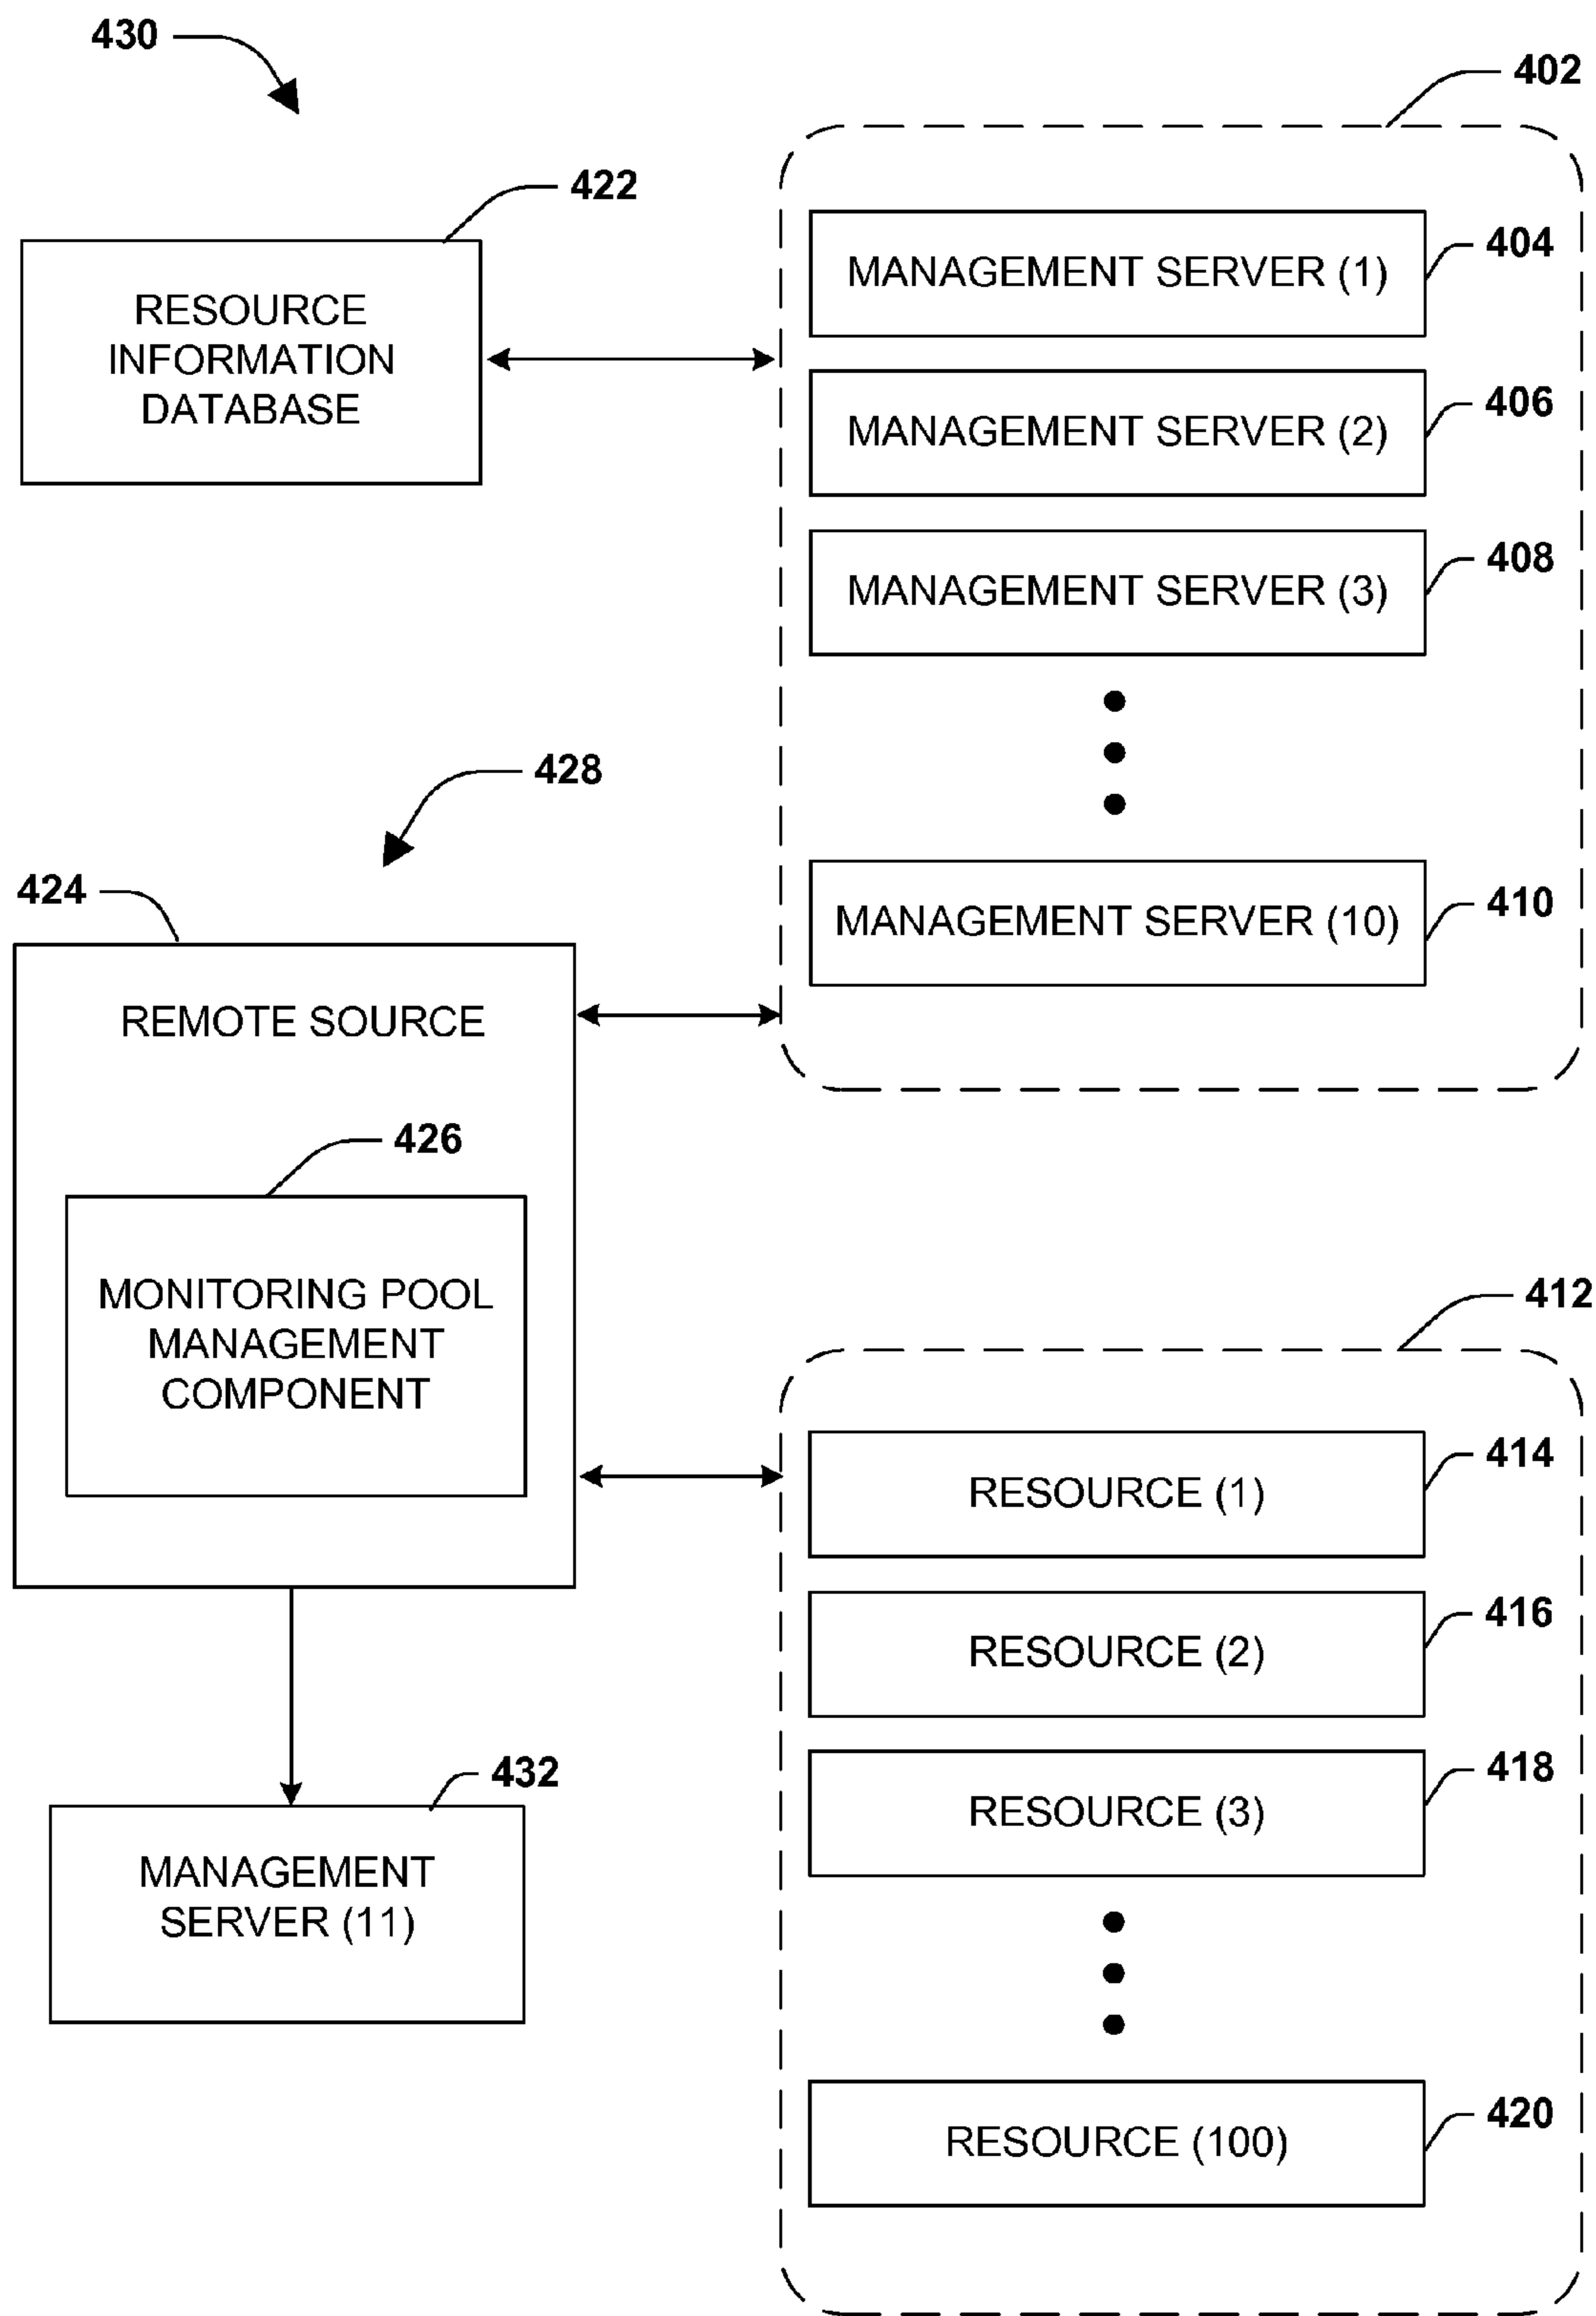 430
402
422
404
RESOURCE
INFORMATION
DATABASE
MANAGEMENT SERVER (1)
406
MANAGEMENT SERVER (2)
408
MANAGEMENT SERVER (3)
428
424
410
MANAGEMENT SERVER (10)
REMOTE SOURCE
426
MONITORING POOL
MANAGEMENT
COMPONENT
412
414
RESOURCE (1)
416
RESOURCE (2)
418
RESOURCE (3)
432
MANAGEMENT
SERVER (11)
420
RESOURCE (100)